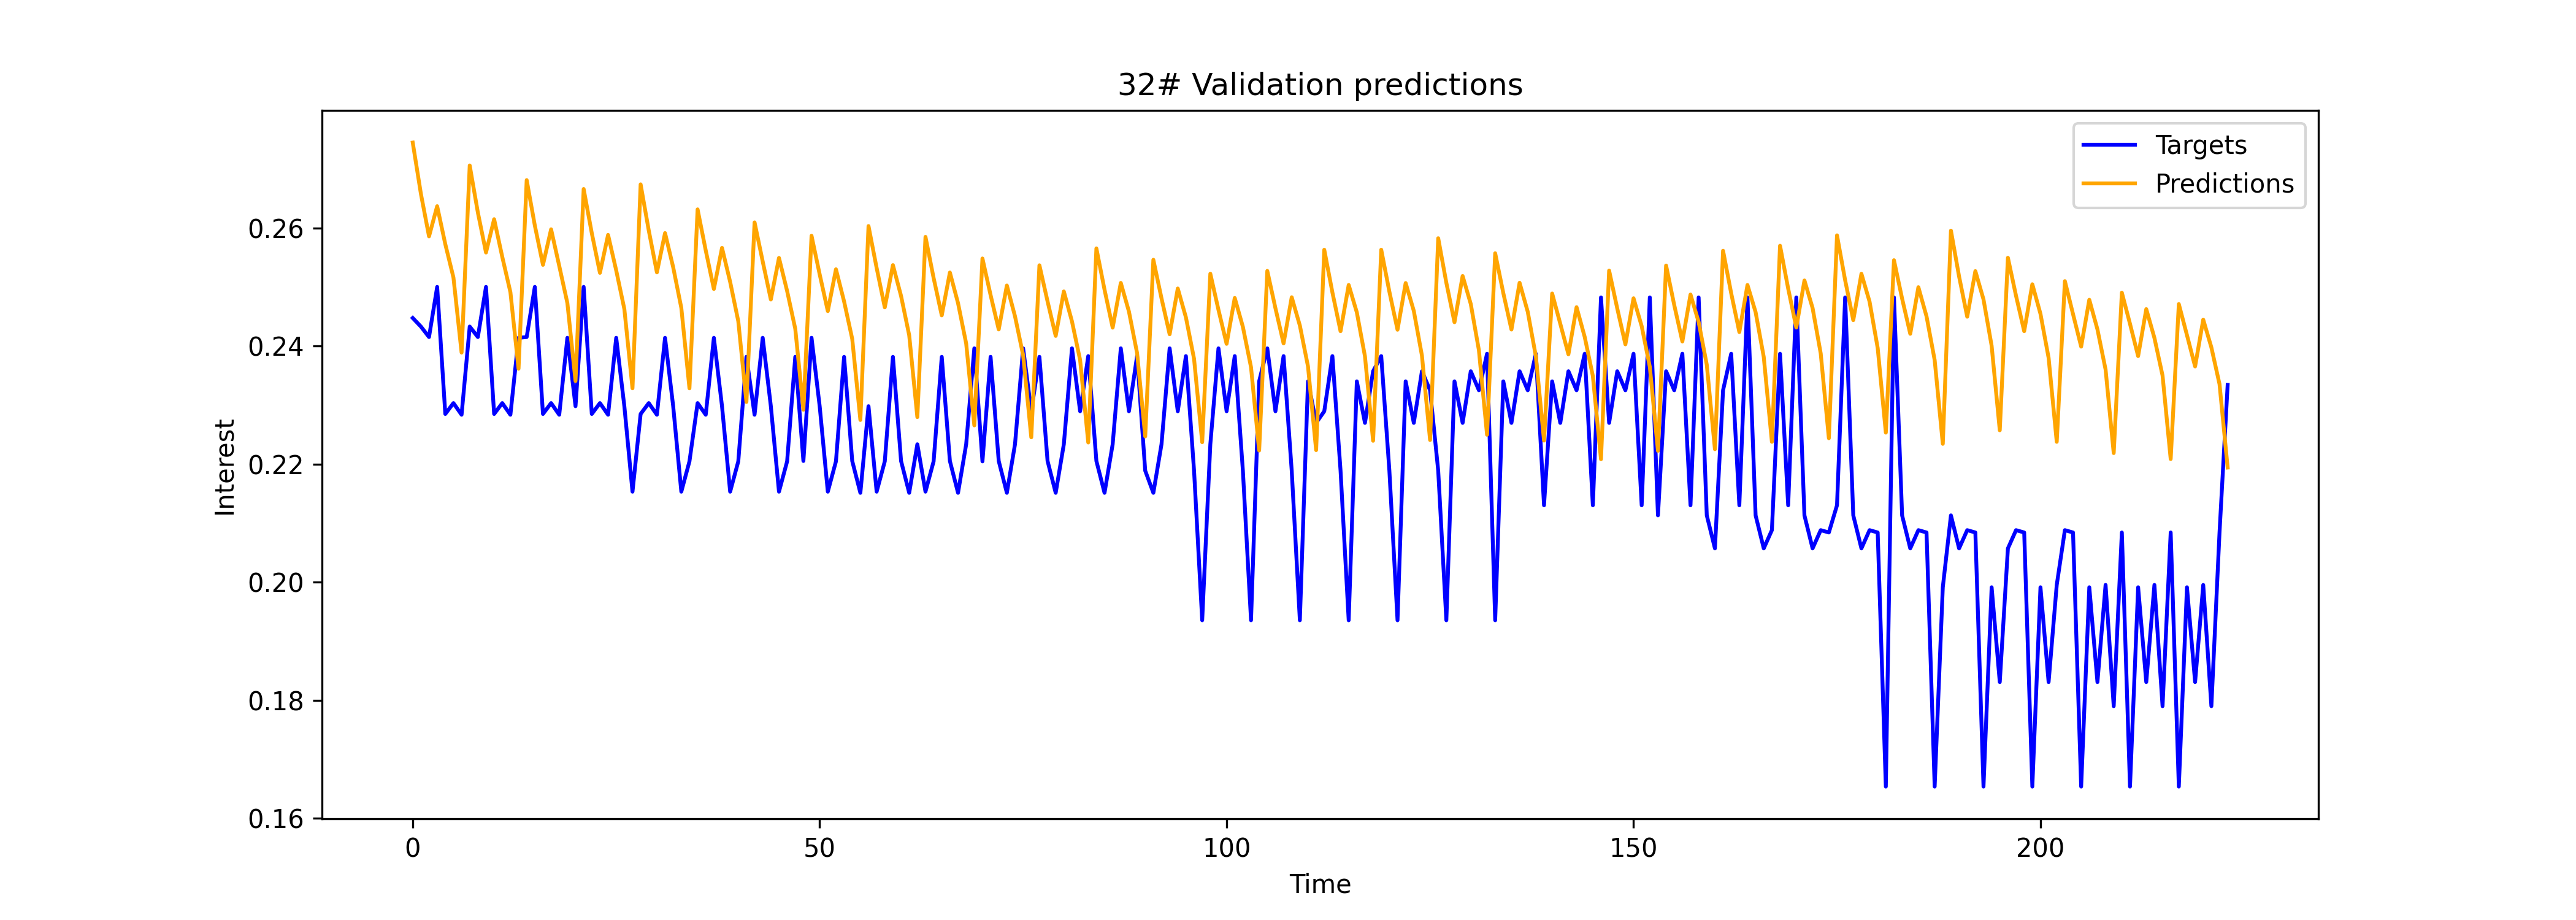 32# Validation predictions
Targets
Predictions
Interest
0.26
0.24
0.22
0.20
0.18
0.16
0
50
100
150
200
Time